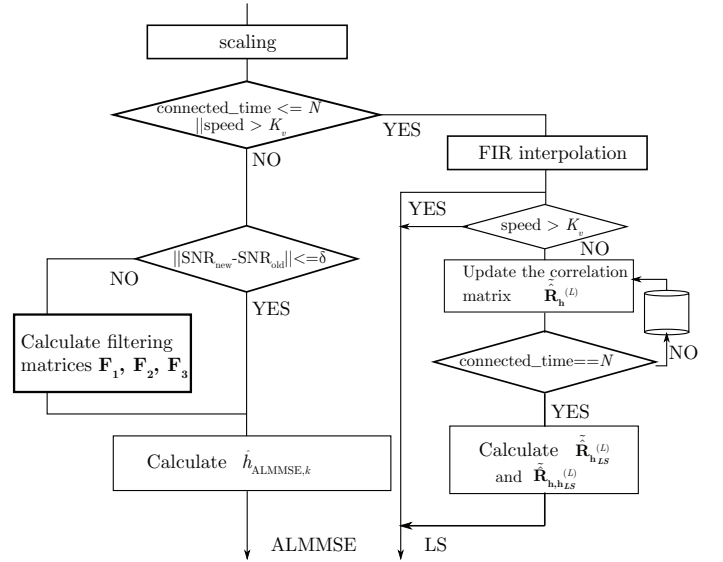 scaling
connected_time <= N
||speed > K_v
YES
NO
FIR interpolation
YES
speed > K_v
NO
||SNR_new-SNR_old||<=δ
NO
YES
Update the correlation
matrix R̃̂_h^(L)
NO
Calculate filtering
matrices F_1, F_2, F_3
connected_time==N
YES
Calculate ĥ_ALMMSE,k
Calculate R̃̂_h_LS^(L)
and R̃̂_h,h_LS^(L)
ALMMSE
LS